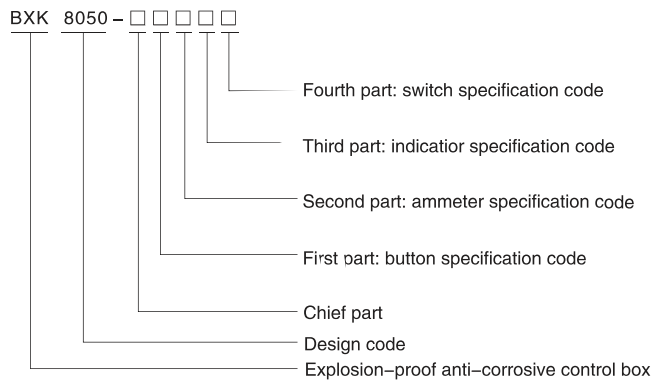 BXK 8050-□□□□□
Fourth part: switch specification code
Third part: indicatior specification code
Second part: ammeter specification code
First part: button specification code
Chief part
Design code
Explosion-proof anti-corrosive control box